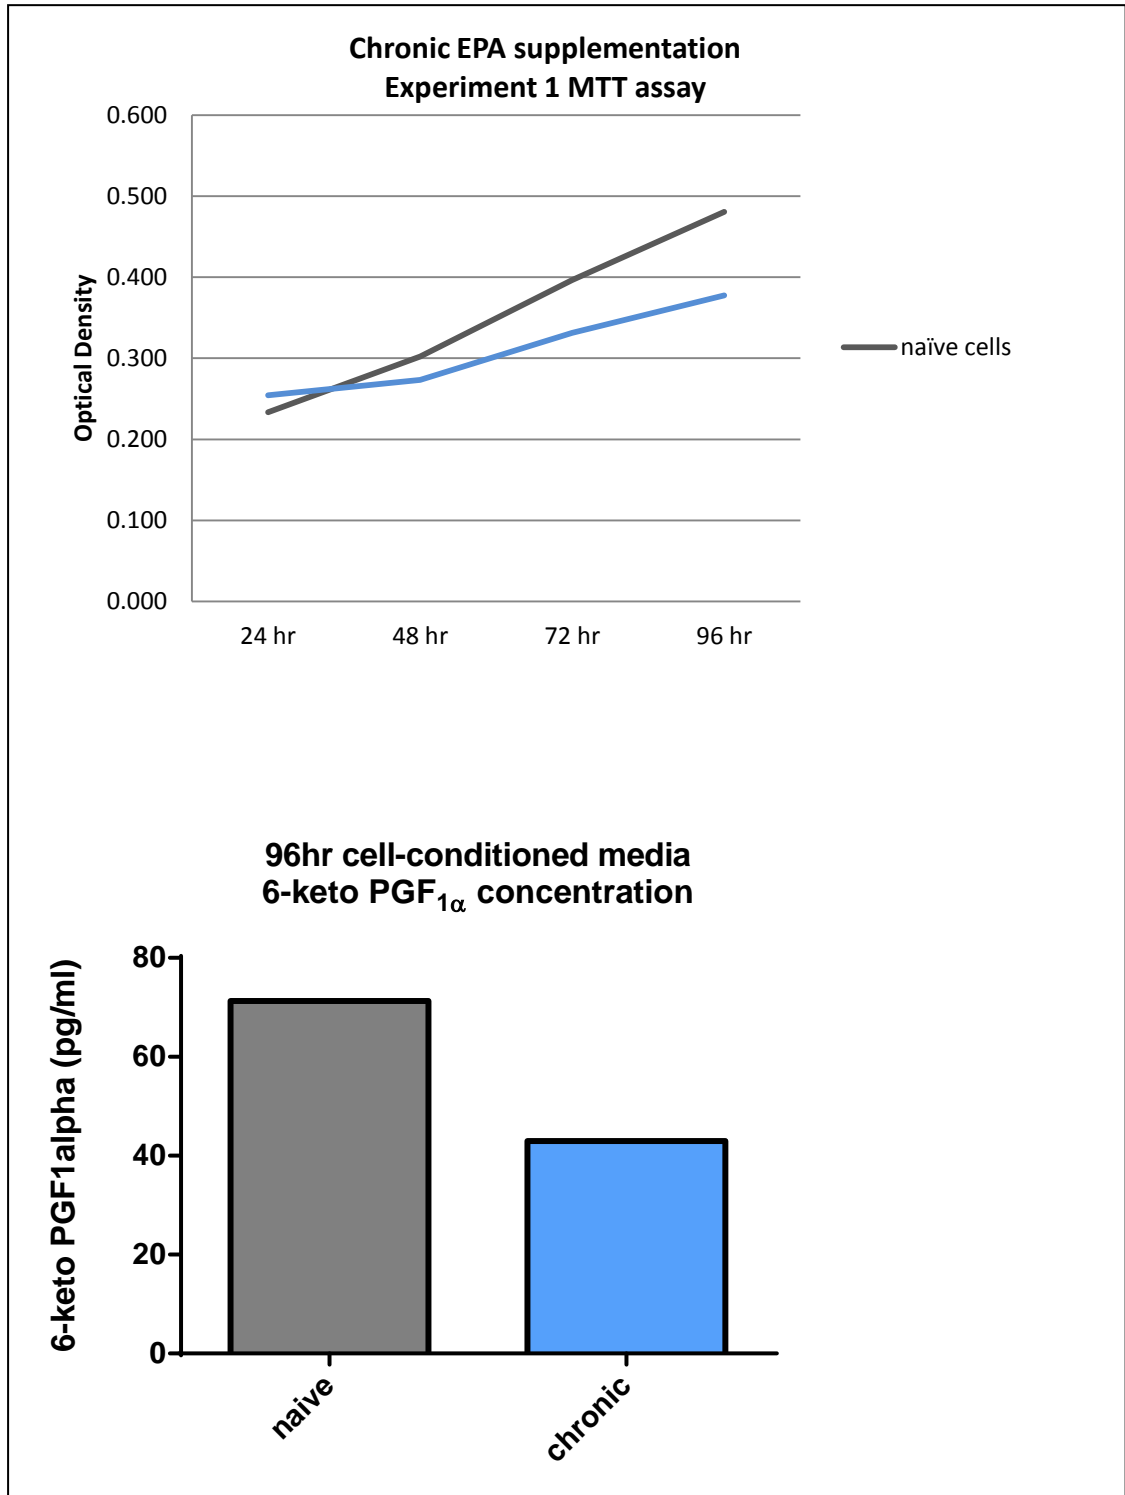 Chronic EPA supplementation
Experiment 1 MTT assay
0.600
0.500
0.400
0.300
0.200
0.100
0.000
Optical Density
24 hr 48 hr 72 hr 96 hr
naïve cells
96hr cell-conditioned media
6-keto PGF1α concentration
80
60
40
20
0
6-keto PGF1alpha (pg/ml)
naive
chronic